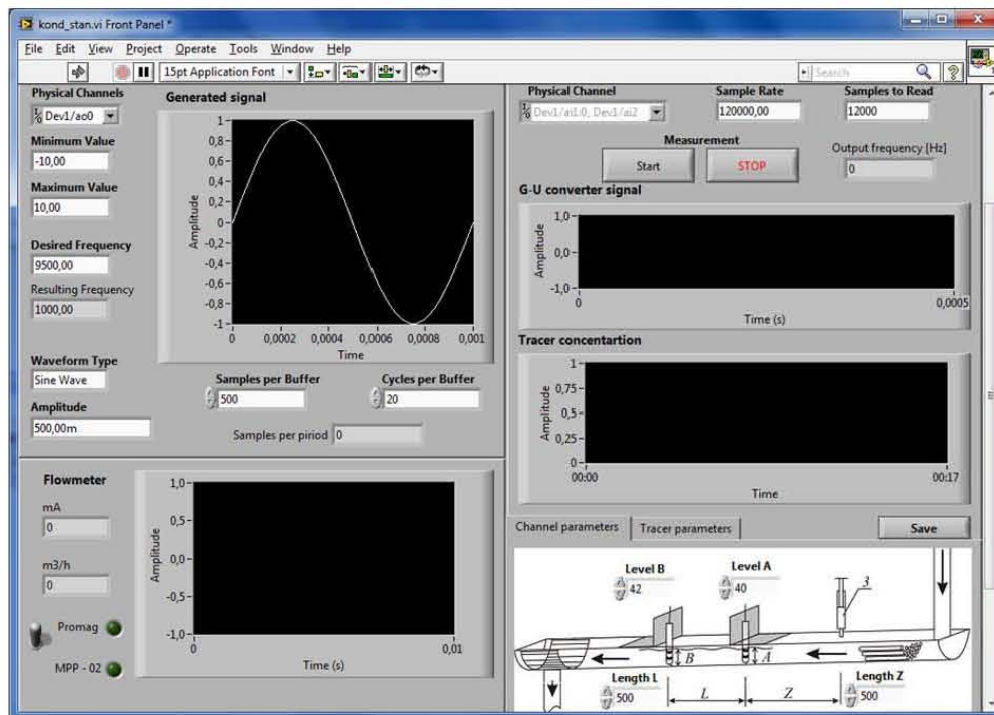 kond_stan.vi Front Panel *
File Edit View Project Operate Tools Window Help
15pt Application Font
Search
Physical Channels
Dev1/ao0
Minimum Value
-10,00
Maximum Value
10,00
Desired Frequency
9500,00
Resulting Frequency
1000,00
Waveform Type
Sine Wave
Amplitude
500,00m
Generated signal
Amplitude
1
0,8
0,6
0,4
0,2
0
-0,2
-0,4
-0,6
-0,8
-1
0 0,0002 0,0004 0,0006 0,0008 0,001
Time
Samples per Buffer
500
Cycles per Buffer
20
Samples per piriod 0
Flowmeter
mA
0
m3/h
0
Promag
MPP - 02
Amplitude
1,0
0,5
0,0
-0,5
-1,0
0 0,01
Time (s)
Physical Channel
Dev1/ai1:0, Dev1/ai2
Sample Rate
120000,00
Samples to Read
12000
Measurement
Start STOP
Output frequency [Hz]
0
G-U converter signal
Amplitude
1,0
0,0
-1,0
0 0,0005
Time (s)
Tracer concentartion
Amplitude
1
0,75
0,5
0,25
0
00:00 00:17
Time
Channel parameters Tracer parameters Save
Level B
42
Level A
40
3
B A
Length L
500
L Z
Length Z
500